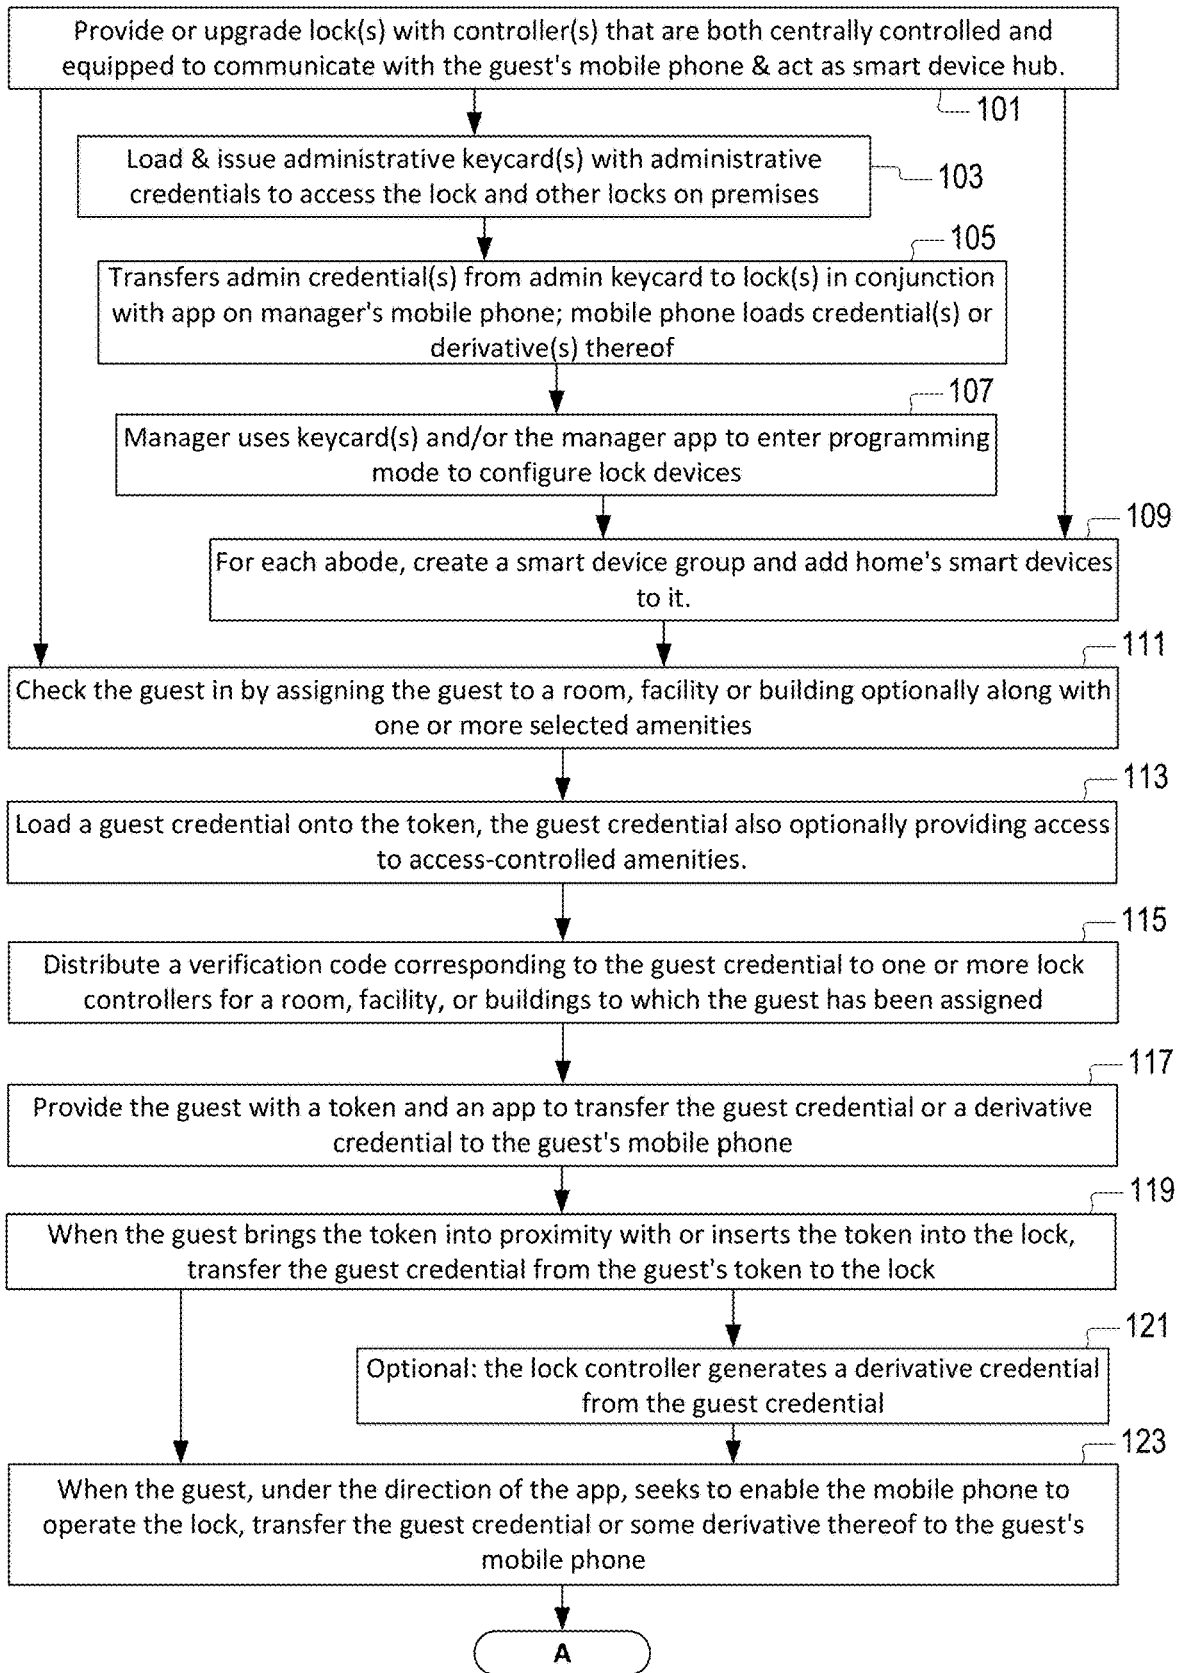 Provide or upgrade lock(s) with controller(s) that are both centrally controlled and
equipped to communicate with the guest's mobile phone & act as smart device hub.
101
Load & issue administrative keycard(s) with administrative
credentials to access the lock and other locks on premises
103
105
Transfers admin credential(s) from admin keycard to lock(s) in conjunction
with app on manager's mobile phone; mobile phone loads credential(s) or
derivative(s) thereof
107
Manager uses keycard(s) and/or the manager app to enter programming
mode to configure lock devices
109
For each abode, create a smart device group and add home's smart devices
to it.
111
Check the guest in by assigning the guest to a room, facility or building optionally along with
one or more selected amenities
113
Load a guest credential onto the token, the guest credential also optionally providing access
to access-controlled amenities.
115
Distribute a verification code corresponding to the guest credential to one or more lock
controllers for a room, facility, or buildings to which the guest has been assigned
117
Provide the guest with a token and an app to transfer the guest credential or a derivative
credential to the guest's mobile phone
119
When the guest brings the token into proximity with or inserts the token into the lock,
transfer the guest credential from the guest's token to the lock
121
Optional: the lock controller generates a derivative credential
from the guest credential
123
When the guest, under the direction of the app, seeks to enable the mobile phone to
operate the lock, transfer the guest credential or some derivative thereof to the guest's
mobile phone
A